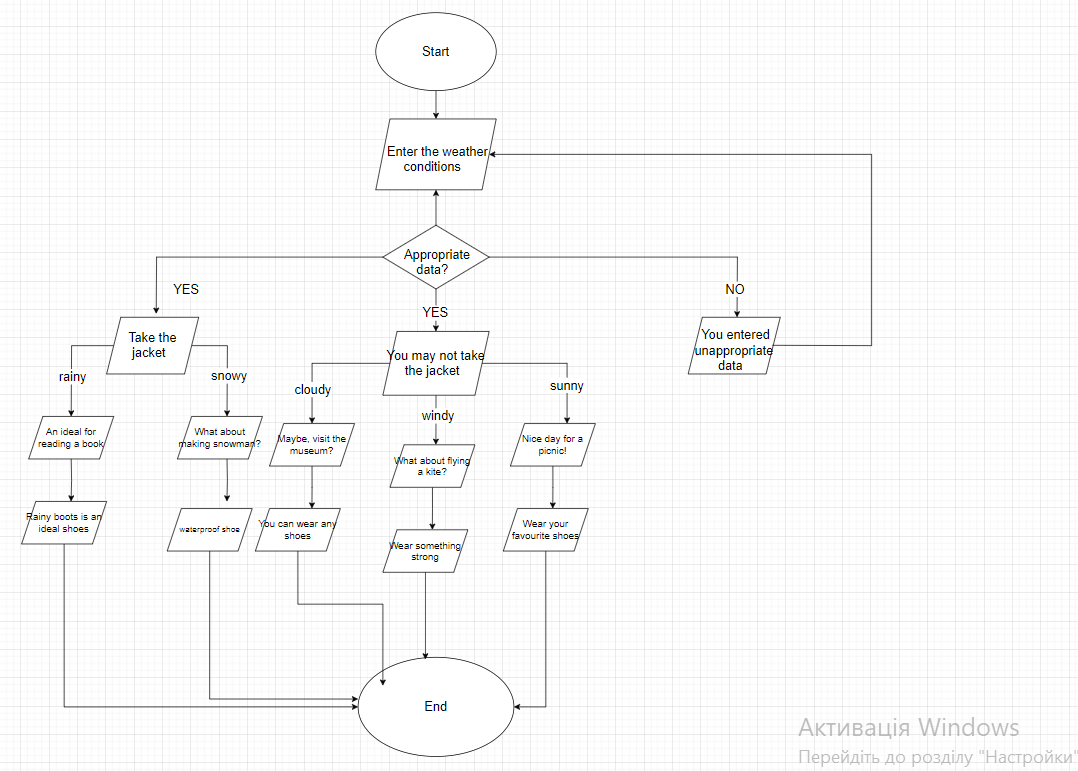 Start
Enter the weather
conditions
Appropriate
data?
YES
YES
NO
Take the
jacket
You may not take
the jacket
You entered
unappropriate
data
rainy
snowy
cloudy
windy
sunny
An ideal for
reading a book
What about
making snowman?
Maybe, visit the
museum?
What about flying
a kite?
Nice day for a
picnic!
Rainy boots is an
ideal shoes
waterproof shoe
You can wear any
shoes
Wear something
strong
Wear your
favourite shoes
End
Активація Windows
Перейдіть до розділу "Настройки"